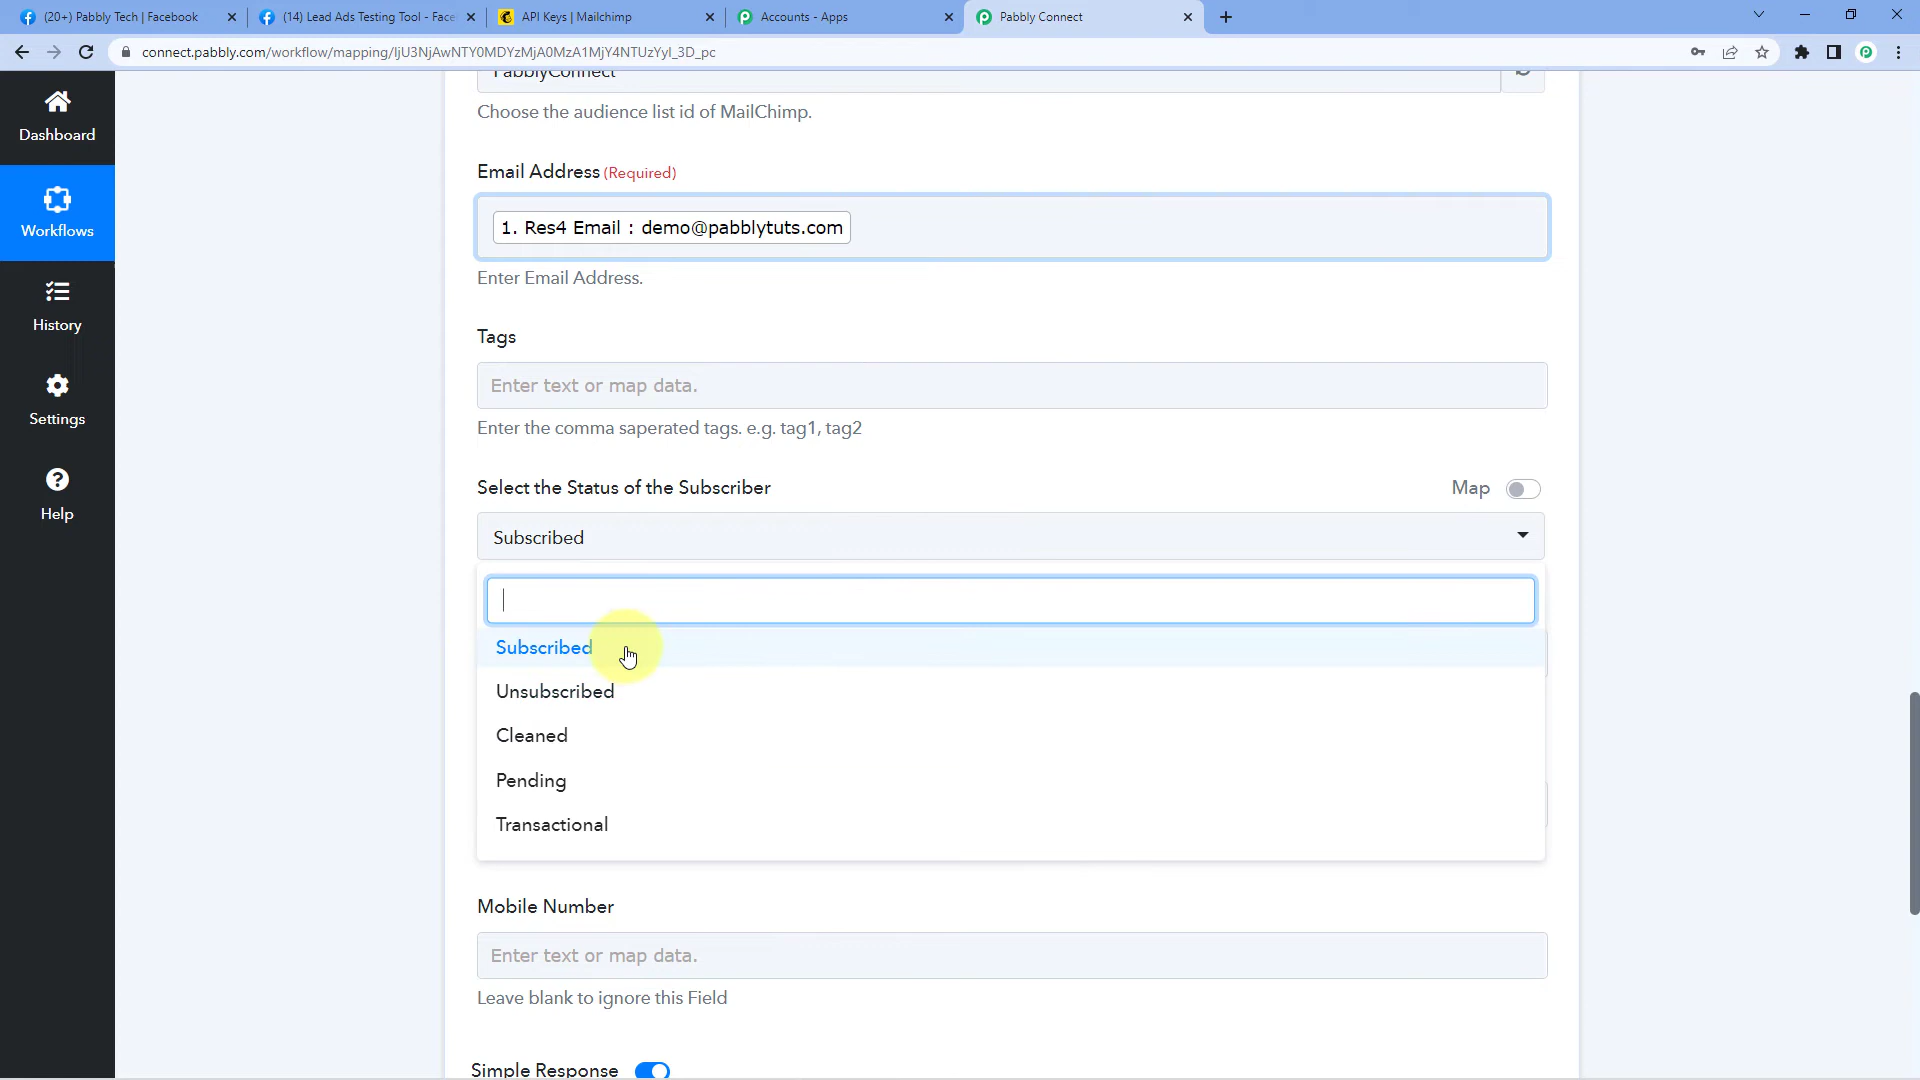 (20+) Pabbly Tech | Facebook
(14) Lead Ads Testing Tool - Face
API Keys | Mailchimp
Accounts - Apps
Pabbly Connect
connect.pabbly.com/workflow/mapping/IjU3NjAwNTY0MDYzMjA0MzA1MjY4NTUzYyI_3D_pc
Dashboard
Workflows
History
Settings
Help
PabblyConnect
Choose the audience list id of MailChimp.
Email Address (Required)
1. Res4 Email : demo@pabblytuts.com
Enter Email Address.
Tags
Enter text or map data.
Enter the comma saperated tags. e.g. tag1, tag2
Select the Status of the Subscriber
Map
Subscribed
Subscribed
Unsubscribed
Cleaned
Pending
Transactional
Mobile Number
Enter text or map data.
Leave blank to ignore this Field
Simple Response